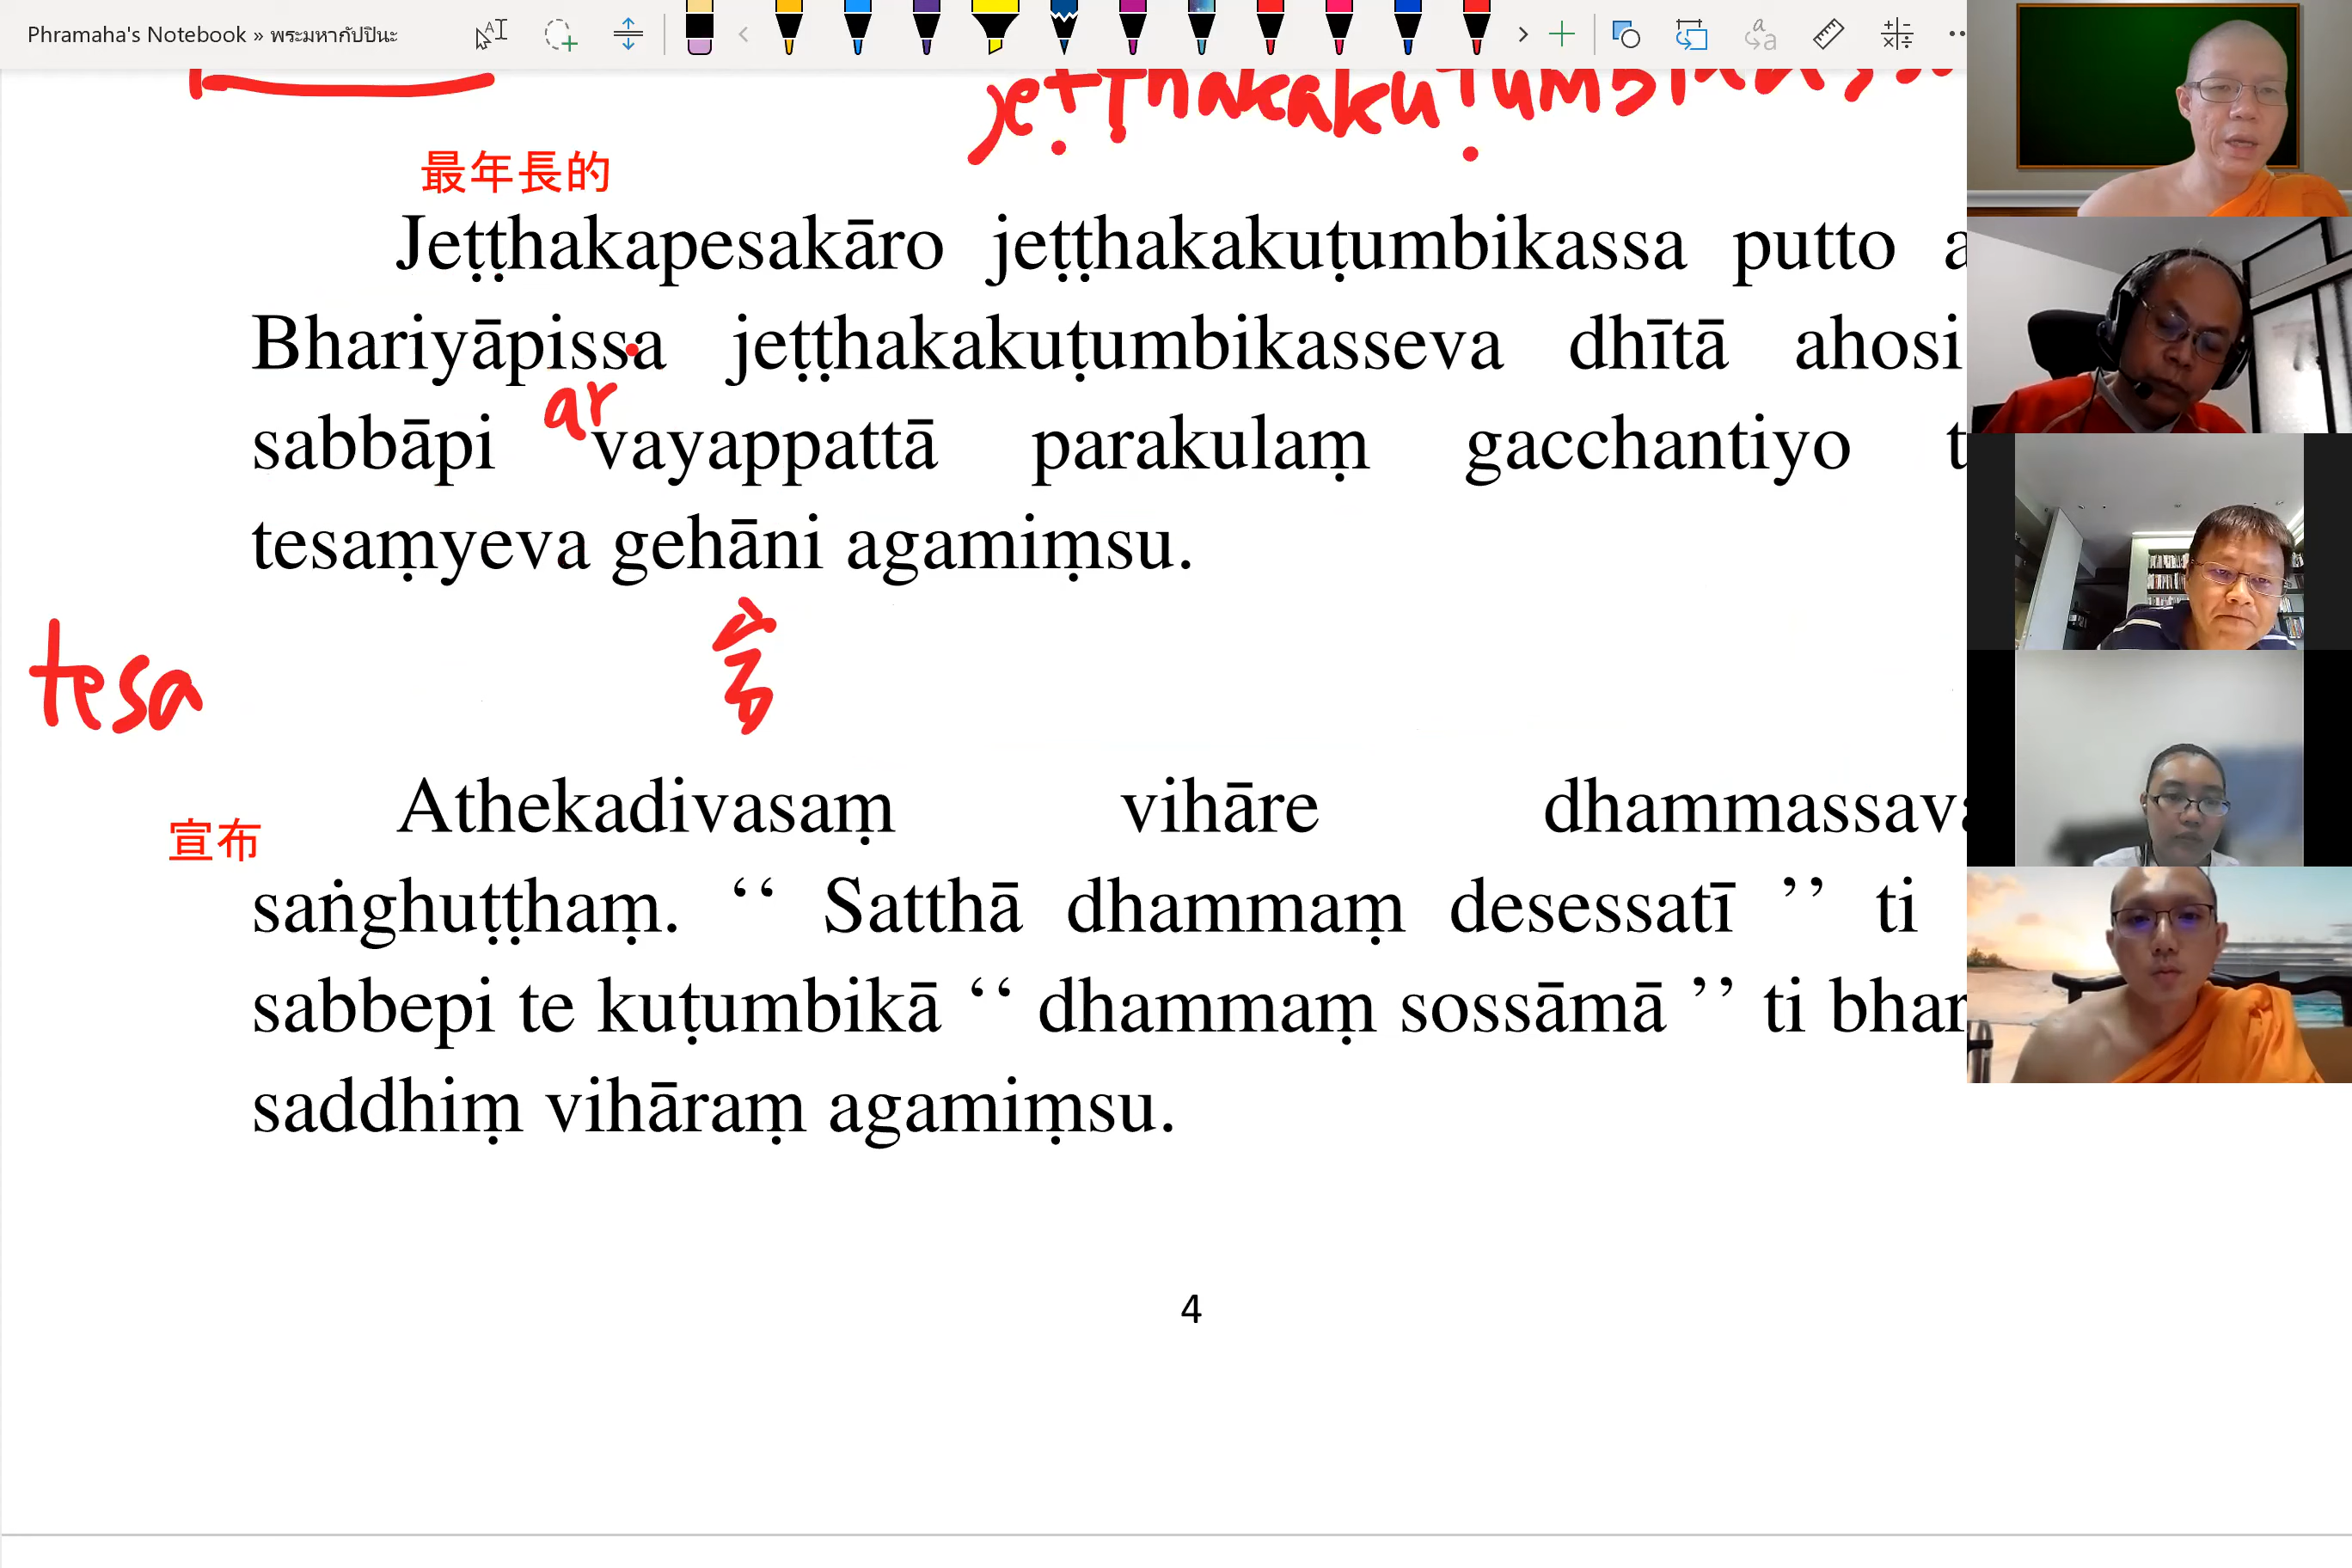 Phramaha's Notebook » พระมหากัปปินะ
最年長的
Jeṭṭhakapesakāro jeṭṭhakakuṭumbikassa putto a
Bhariyāpissa jeṭṭhakakuṭumbikasseva dhītā ahosi
ar
sabbāpi vayappattā parakulaṃ gacchantiyo t
tesaṃyeva gehāni agamiṃsu.
tesa
Athekadivasaṃ vihāre dhammassava
宣布
saṅghuṭṭhaṃ. ‘‘ Satthā dhammaṃ desessatī ’’ ti
sabbepi te kuṭumbikā ‘‘ dhammaṃ sossāmā ’’ ti bhar
saddhiṃ vihāraṃ agamiṃsu.
4